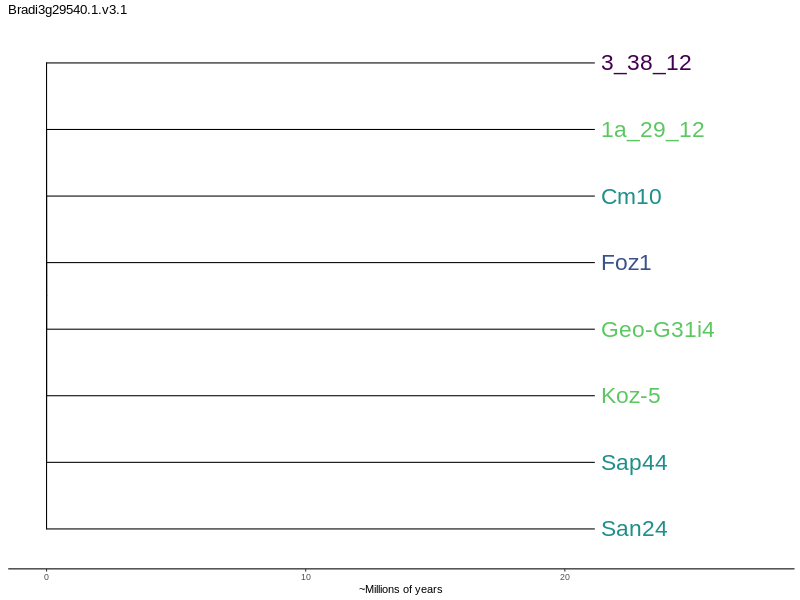 Bradi3g29540.1.v3.1
3_38_12
1a_29_12
Cm10
Foz1
Geo-G31i4
Koz-5
Sap44
San24
0 10 20
~Millions of years